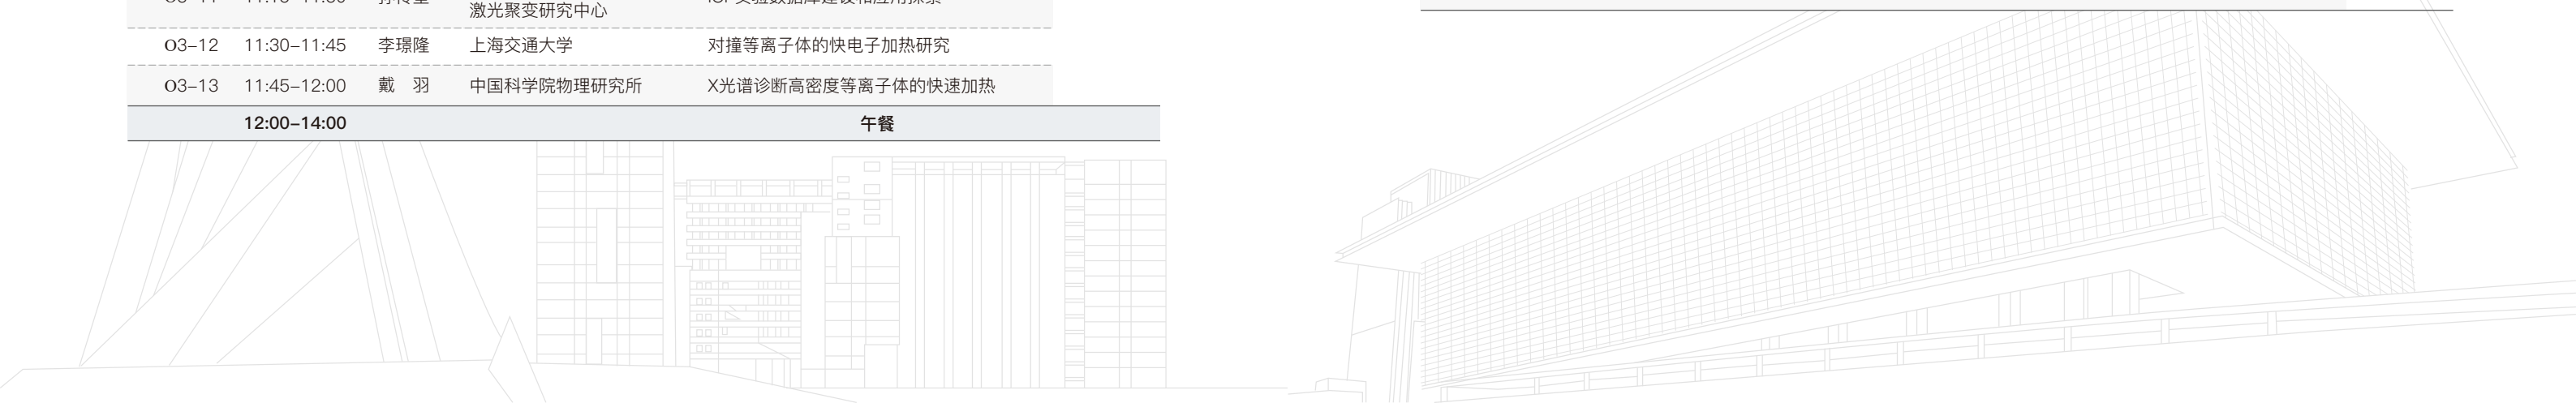 激光聚变研究中心
O3–12 11:30–11:45 李璟隆 上海交通大学 对撞等离子体的快电子加热研究
O3–13 11:45–12:00 戴 羽 中国科学院物理研究所 X光谱诊断高密度等离子体的快速加热
12:00–14:00 午餐